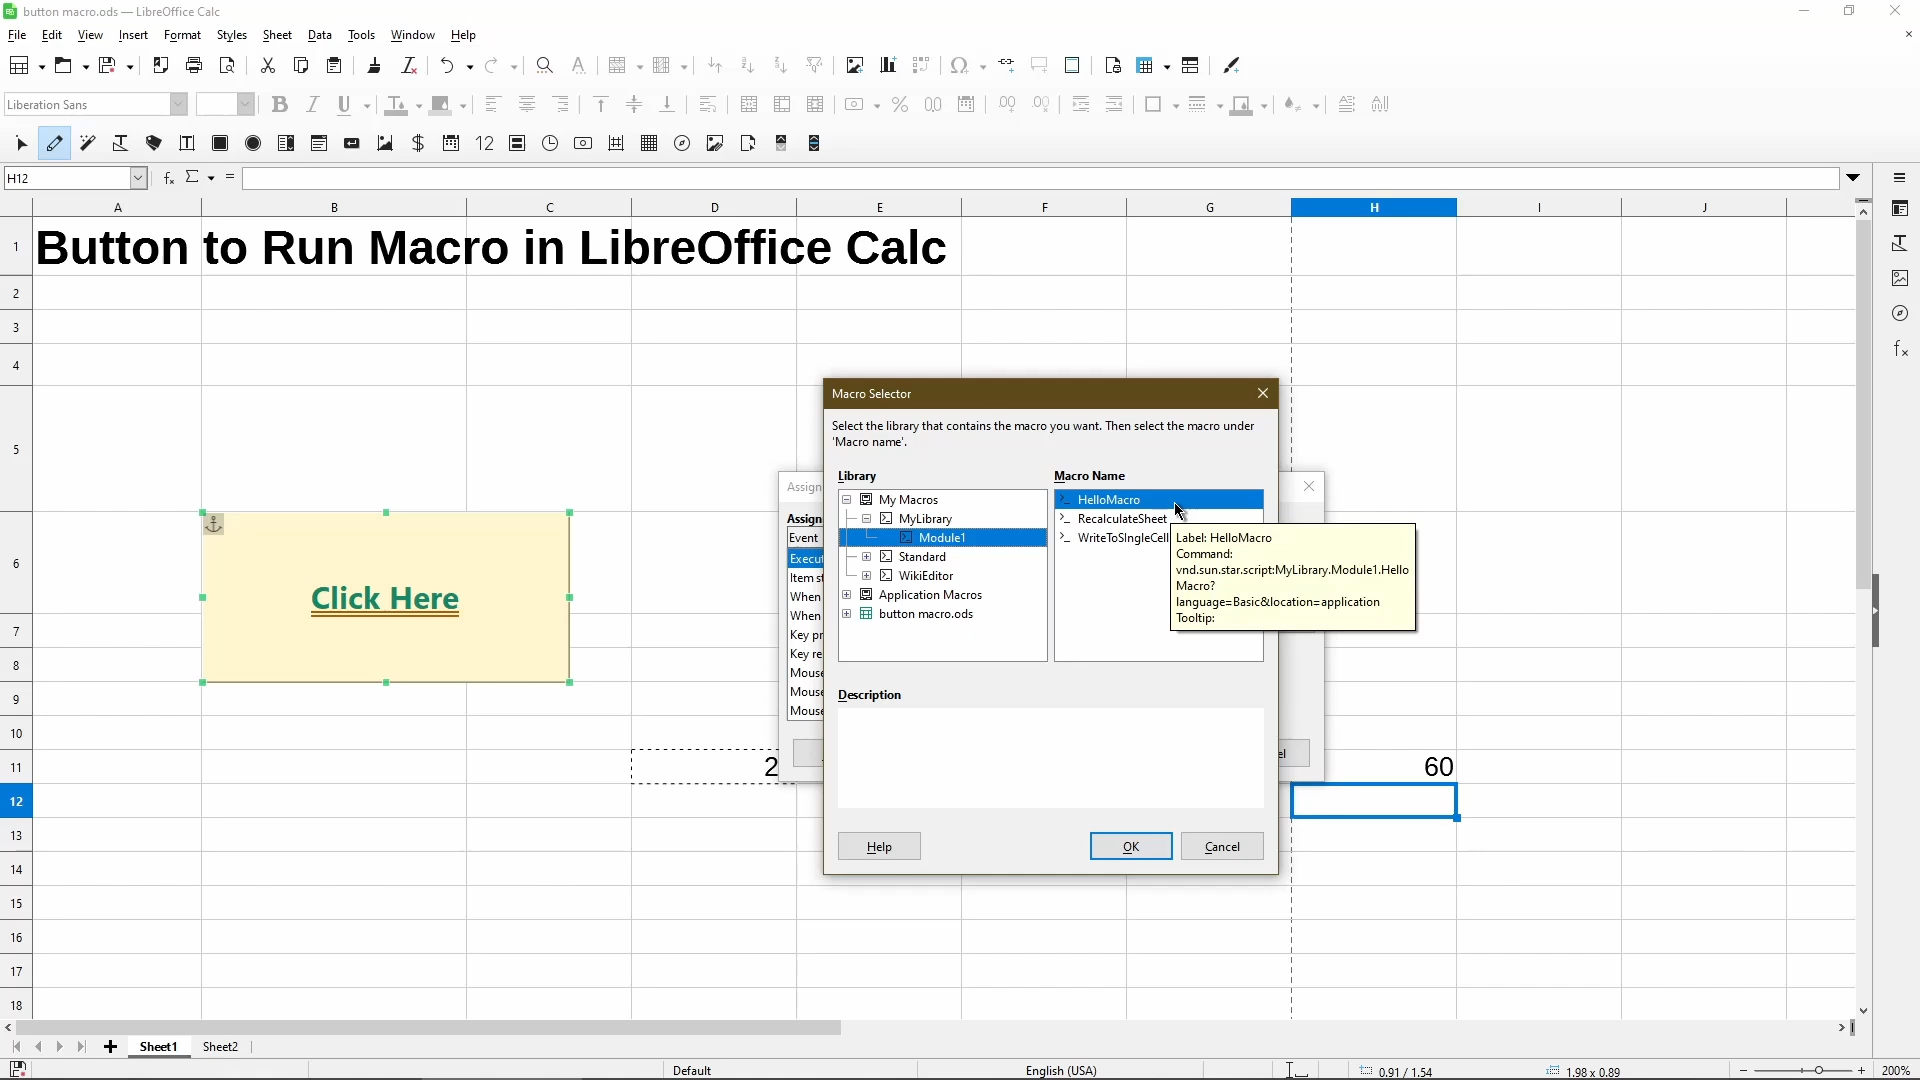 button macro.ods — LibreOffice Calc
File Edit View Insert Format Styles Sheet Data Tools Window Help
Liberation Sans
H12
A B C D E F G H I J
1 Button to Run Macro in LibreOffice Calc
2
3
4
Macro Selector
Select the library that contains the macro you want. Then select the macro under
'Macro name'.
5
Library Macro Name
Assign
My Macros HelloMacro
Assign MyLibrary RecalculateSheet
Event Module1 WriteToSIngleCell
Label: HelloMacro
Command:
vnd.sun.star.script:MyLibrary.Module1.Hello
Macro?
language=Basic&location=application
Tooltip:
Standard
Item st WikiEditor
When Application Macros
When button macro.ods
Key pr
Key re
Mouse
Mouse
Mouse
6 Click Here
7
8
Description
9
10
11 2 60
12
13
Help OK Cancel
14
15
16
17
18
Sheet1 Sheet2
Default English (USA) 0.91 / 1.54 1.98 x 0.89 200%